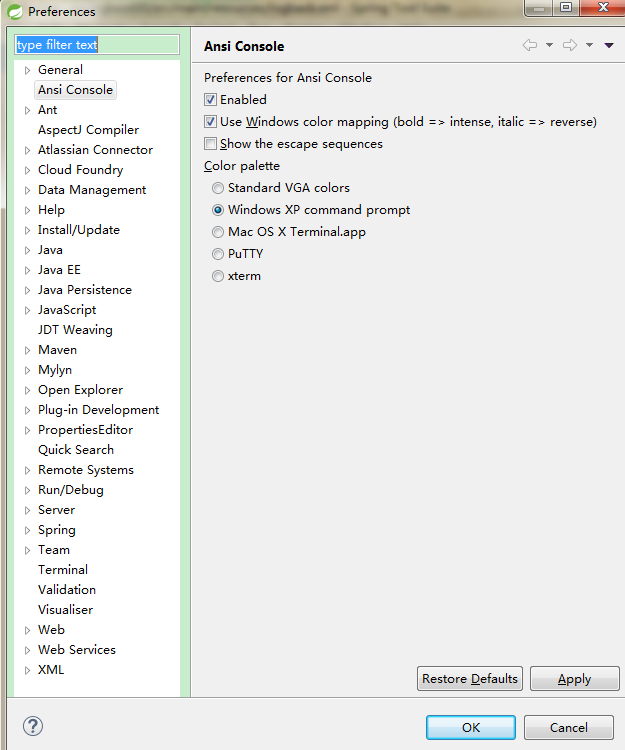 Preferences
type filter text
General
Ansi Console
Ant
AspectJ Compiler
Atlassian Connector
Cloud Foundry
Data Management
Help
Install/Update
Java
Java EE
Java Persistence
JavaScript
JDT Weaving
Maven
Mylyn
Open Explorer
Plug-in Development
PropertiesEditor
Quick Search
Remote Systems
Run/Debug
Server
Spring
Team
Terminal
Validation
Visualiser
Web
Web Services
XML
Ansi Console
Preferences for Ansi Console
Enabled
Use Windows color mapping (bold => intense, italic => reverse)
Show the escape sequences
Color palette
Standard VGA colors
Windows XP command prompt
Mac OS X Terminal.app
PuTTY
xterm
Restore Defaults
Apply
?
OK
Cancel